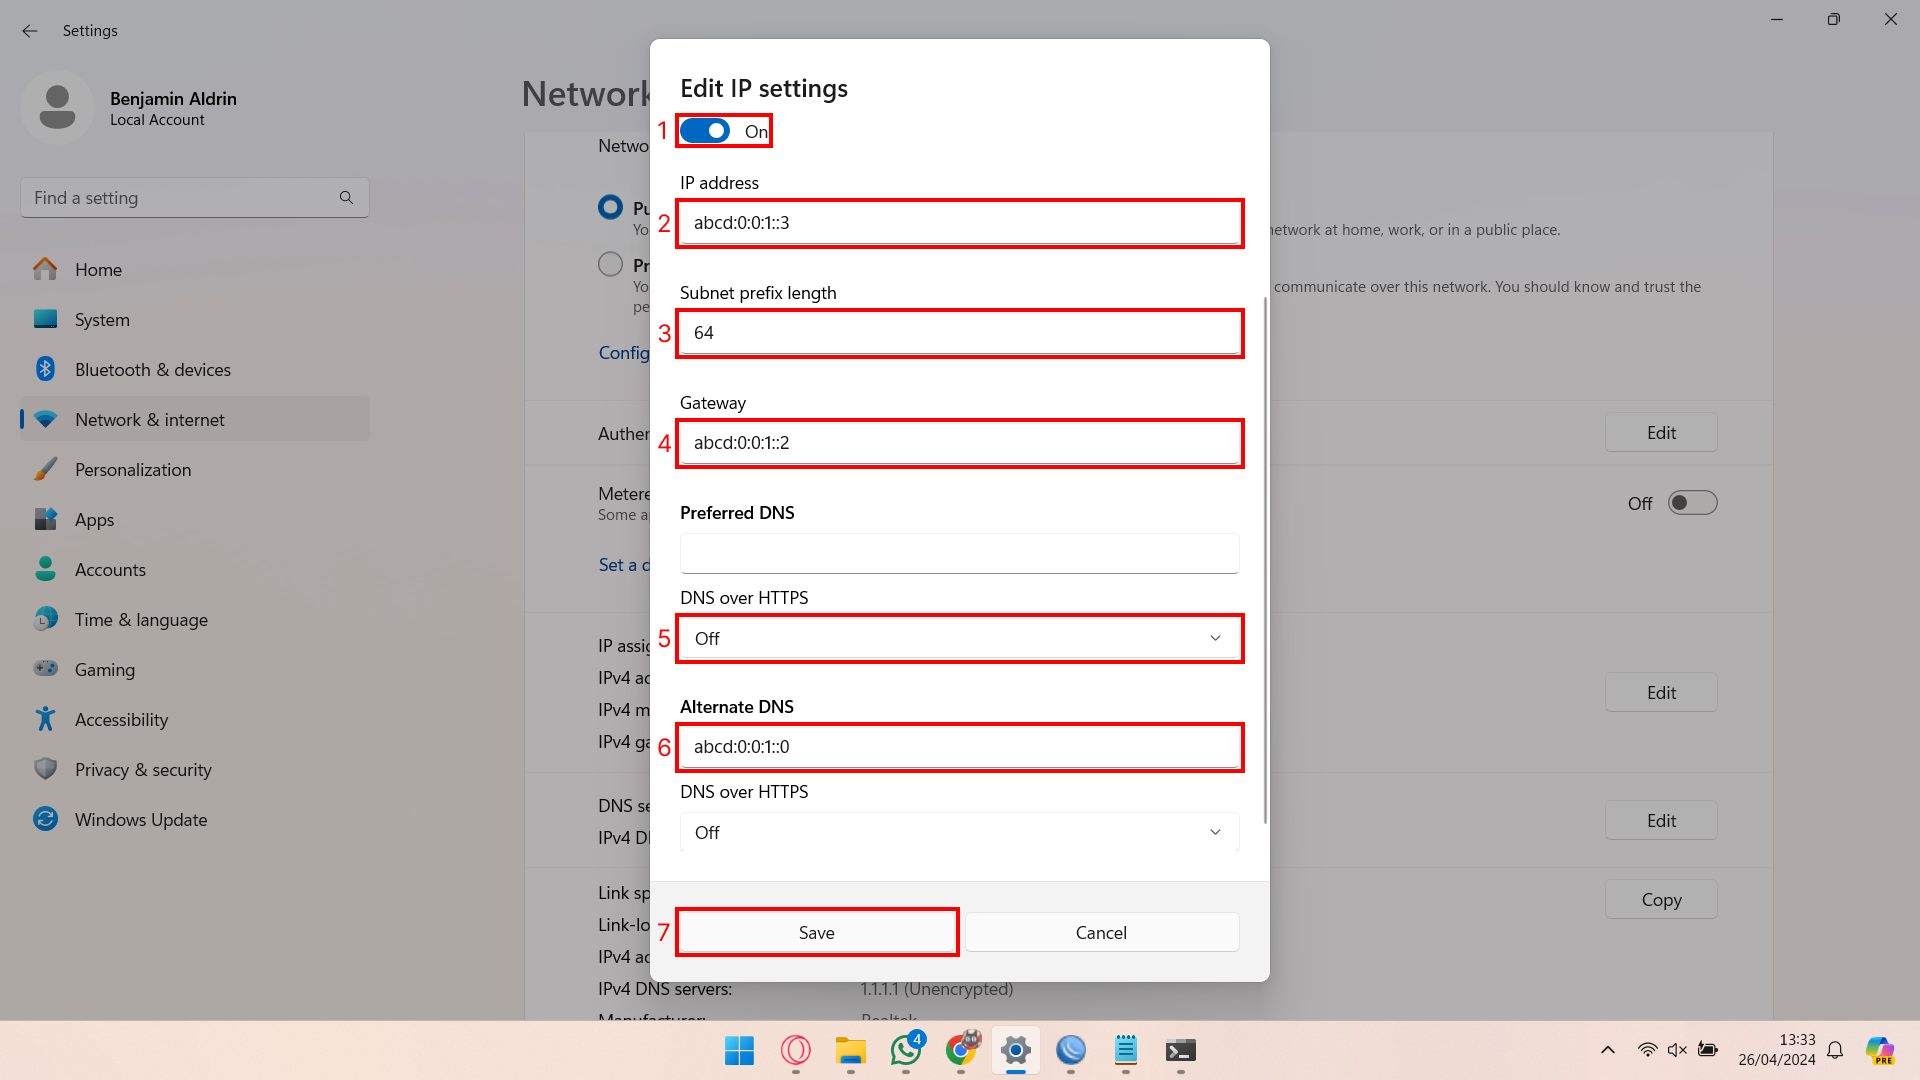 Settings
Benjamin Aldrin
Local Account
Find a setting
Home
System
Bluetooth & devices
Network & internet
Personalization
Apps
Accounts
Time & language
Gaming
Accessibility
Privacy & security
Windows Update
Network
Netwo
Pu
Yo
network at home, work, or in a public place.
Pr
Yo
communicate over this network. You should know and trust the
pe
Config
Auther
Edit
Metere
Some a
Off
Set a d
IP assig
IPv4 ad
IPv4 m
IPv4 ga
Edit
DNS se
IPv4 D
Edit
Link sp
Copy
Link-lo
IPv4 ad
IPv4 DNS servers:
1.1.1.1 (Unencrypted)
Manufacturer:
Realtek
Edit IP settings
1
On
IP address
2
abcd:0:0:1::3
Subnet prefix length
3
64
Gateway
4
abcd:0:0:1::2
Preferred DNS
DNS over HTTPS
5
Off
Alternate DNS
6
abcd:0:0:1::0
DNS over HTTPS
Off
7
Save
Cancel
4
13:33
26/04/2024
PRE